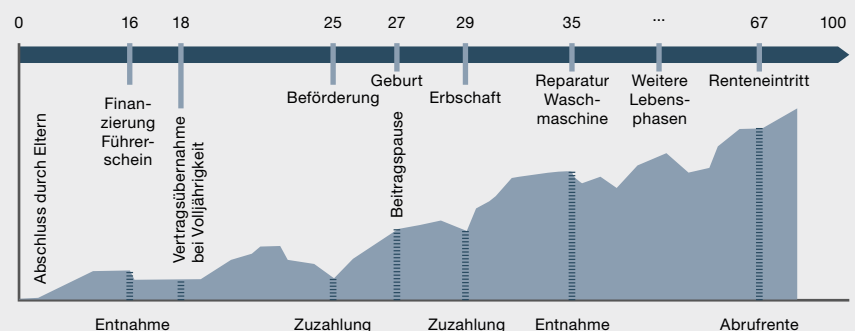 0 16 18 25 27 29 35 ... 67 100
Finan-
zierung
Führer-
schein
Beförderung
Geburt
Erbschaft
Reparatur
Wasch-
maschine
Weitere
Lebens-
phasen
Renteneintritt
Abschluss durch Eltern
Vertragsübernahme
bei Volljährigkeit
Beitragspause
Entnahme Zuzahlung Zuzahlung Entnahme Abrufrente